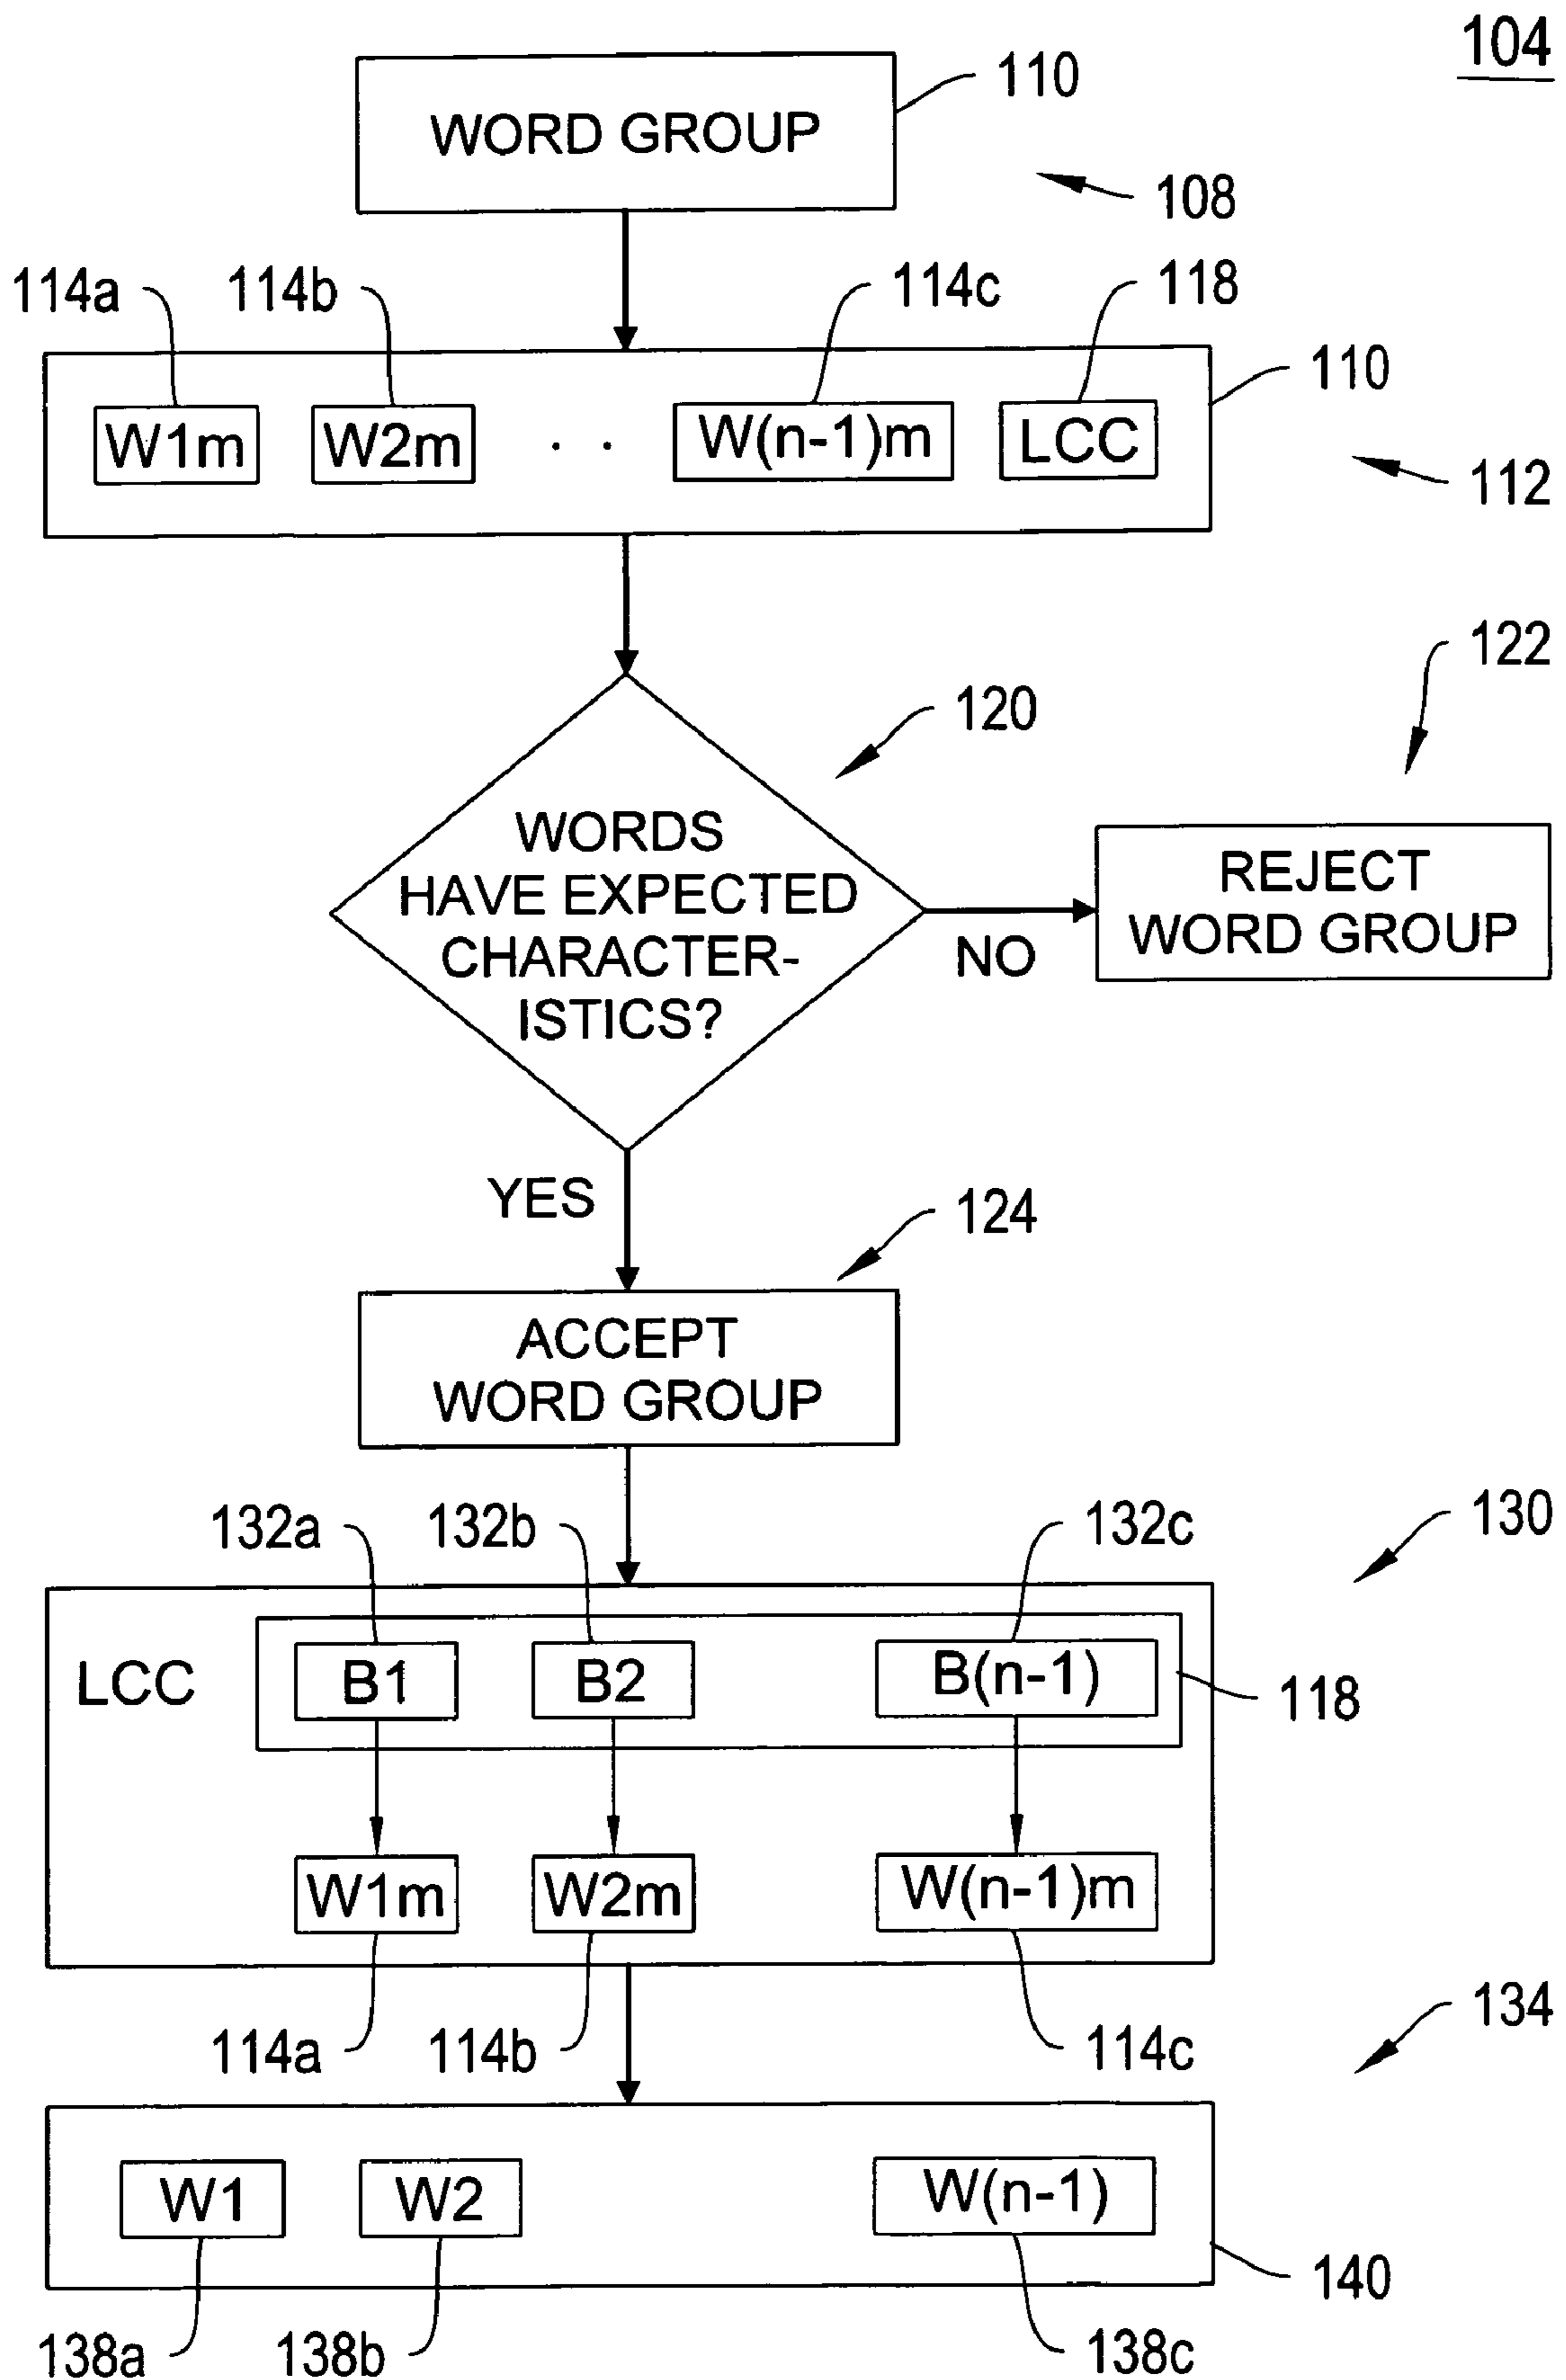 104
110
WORD GROUP
108
114a
114b
114c
118
110
W1m
W2m
. .
W(n-1)m
LCC
112
122
120
WORDS
HAVE EXPECTED
CHARACTER-
ISTICS?
NO
REJECT
WORD GROUP
YES
124
ACCEPT
WORD GROUP
132a
132b
132c
130
LCC
B1
B2
B(n-1)
118
W1m
W2m
W(n-1)m
114a
114b
114c
134
W1
W2
W(n-1)
140
138a
138b
138c